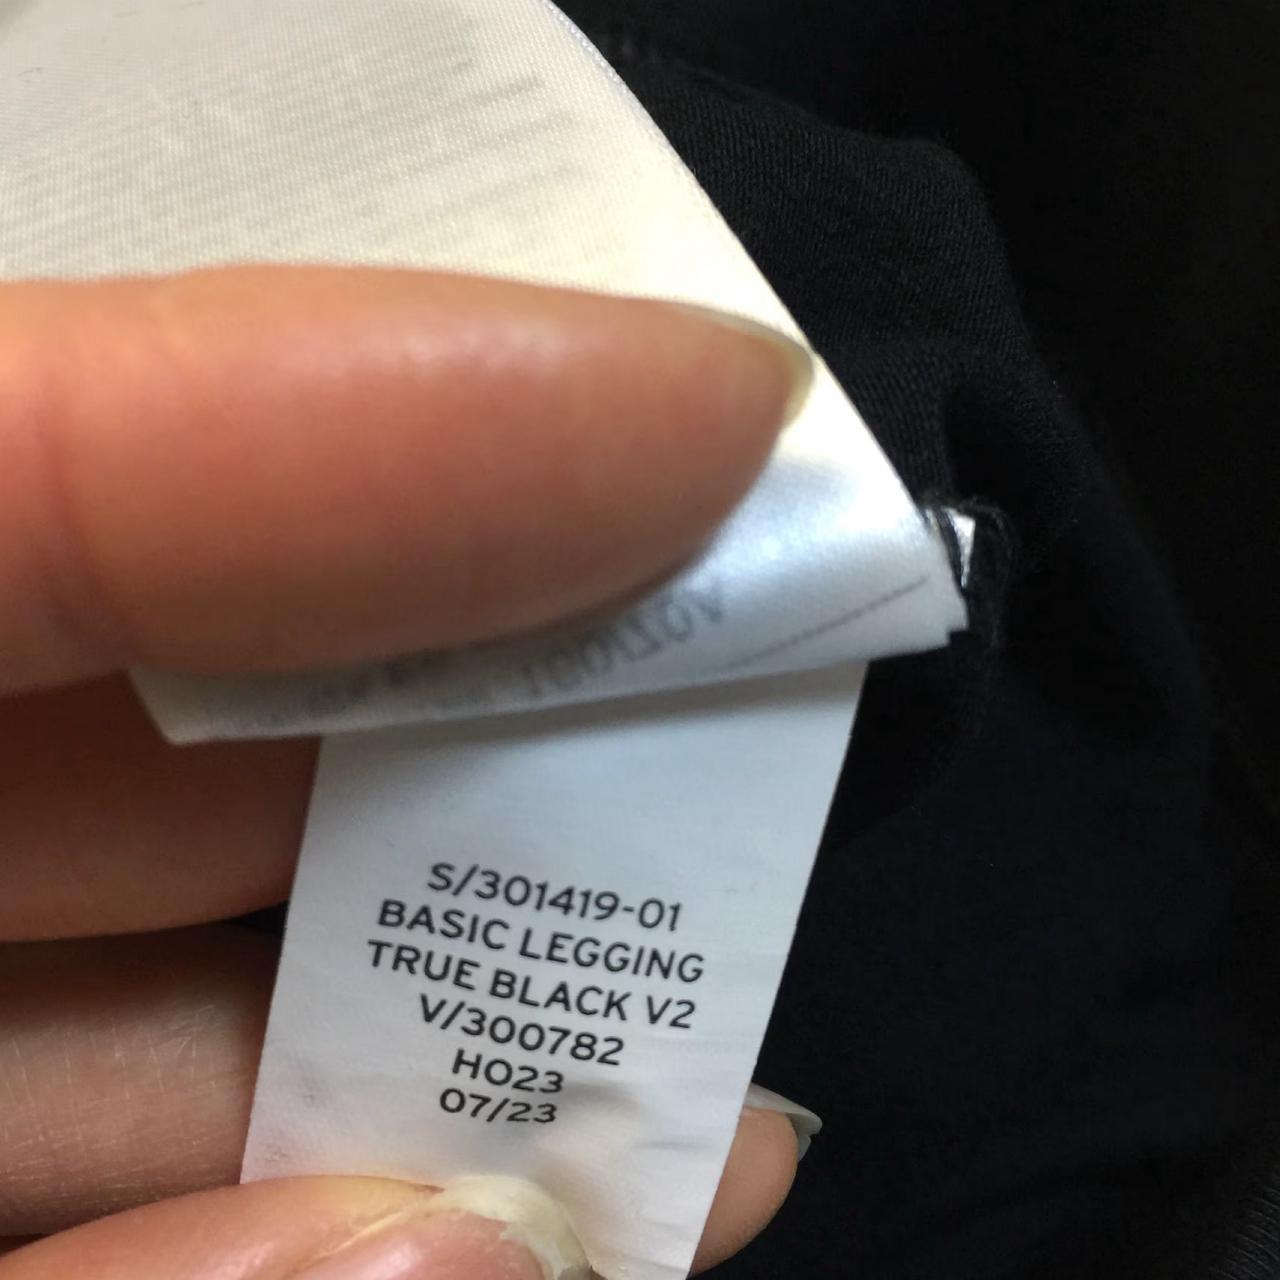 S/301419-01
BASIC LEGGING
TRUE BLACK V2
V/300782
HO23
07/23